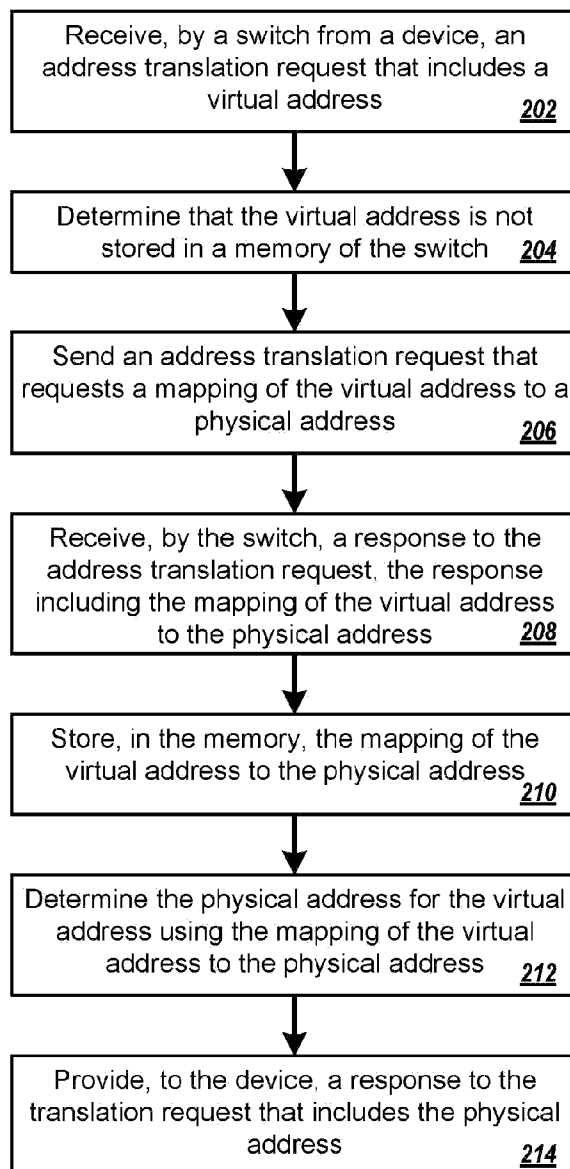 Receive, by a switch from a device, an
address translation request that includes a
virtual address
202
Determine that the virtual address is not
stored in a memory of the switch
204
Send an address translation request that
requests a mapping of the virtual address to a
physical address
206
Receive, by the switch, a response to the
address translation request, the response
including the mapping of the virtual address
to the physical address
208
Store, in the memory, the mapping of the
virtual address to the physical address
210
Determine the physical address for the virtual
address using the mapping of the virtual
address to the physical address
212
Provide, to the device, a response to the
translation request that includes the physical
address
214